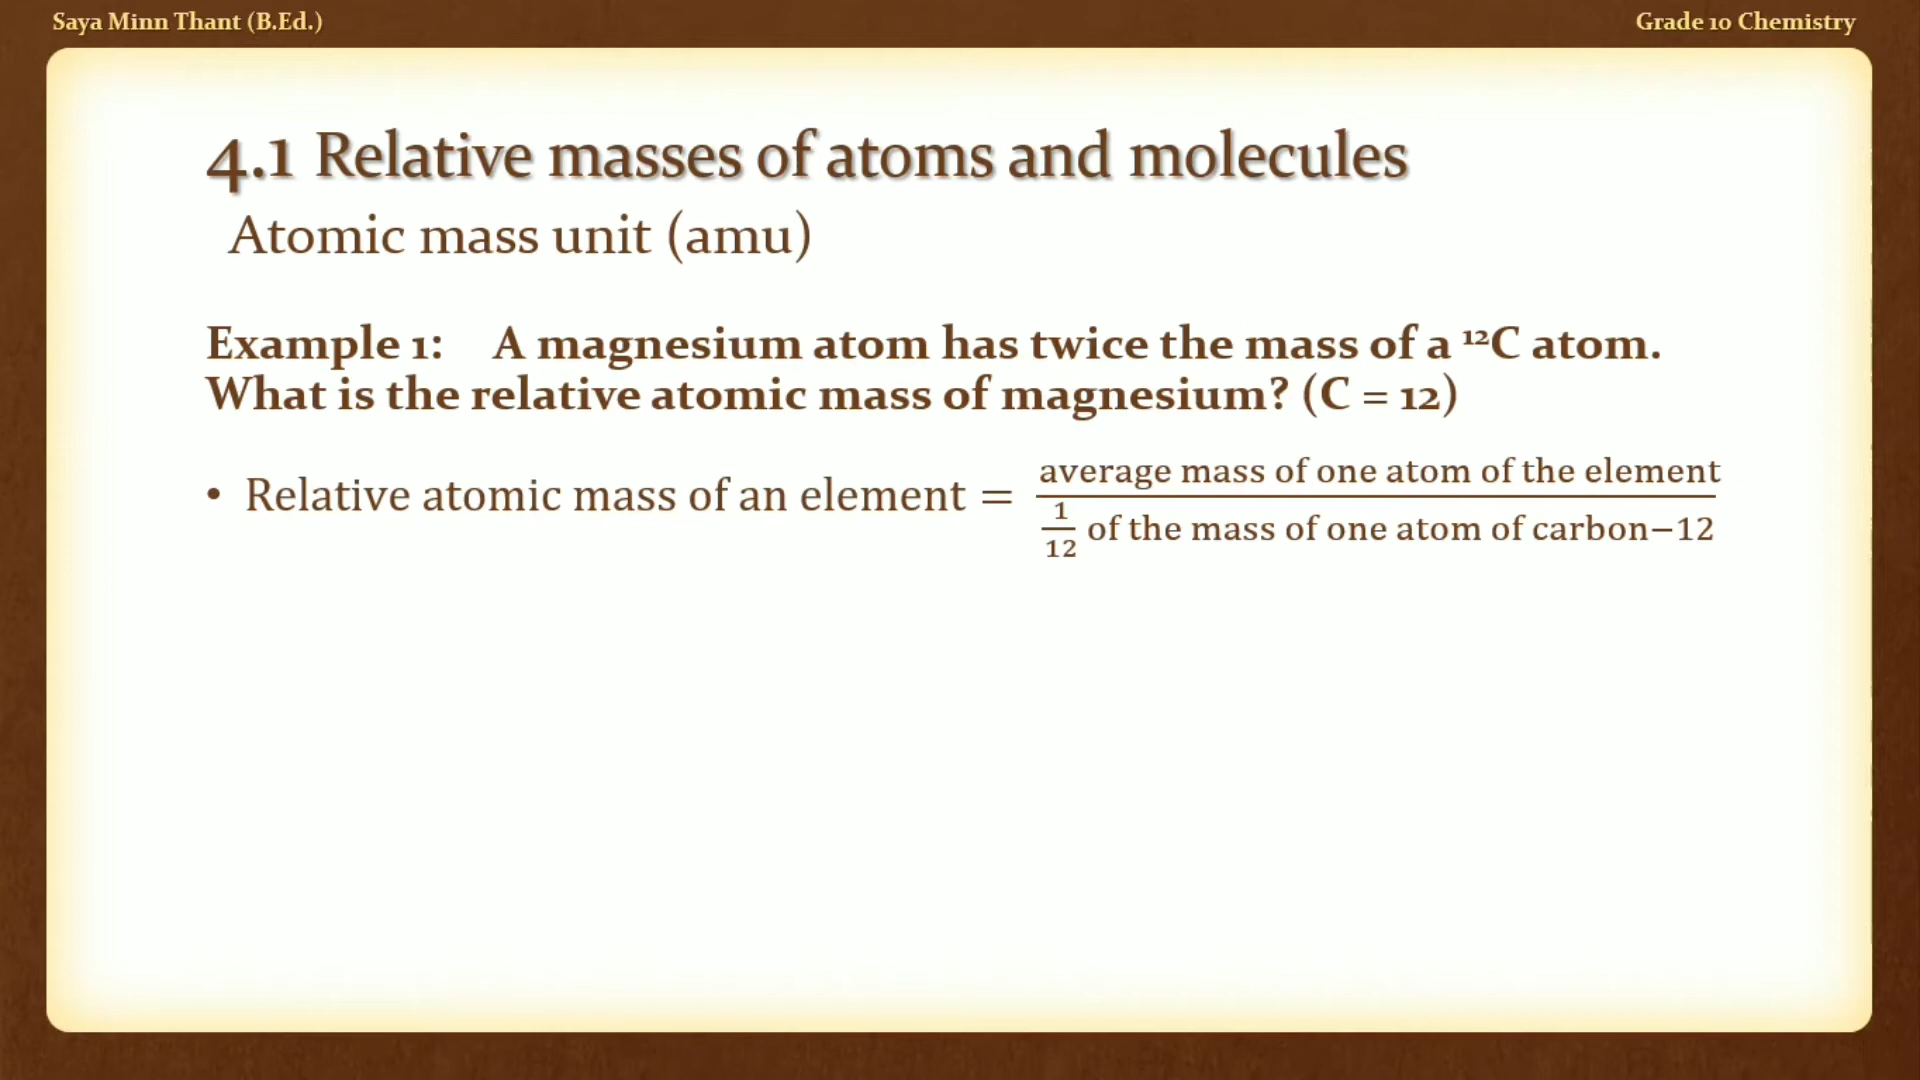 Saya Minn Thant (B.Ed.)
Grade 10 Chemistry
4.1 Relative masses of atoms and molecules
Atomic mass unit (amu)
Example 1: A magnesium atom has twice the mass of a ¹²C atom.
What is the relative atomic mass of magnesium? (C = 12)
• Relative atomic mass of an element =
average mass of one atom of the element
1/12 of the mass of one atom of carbon−12